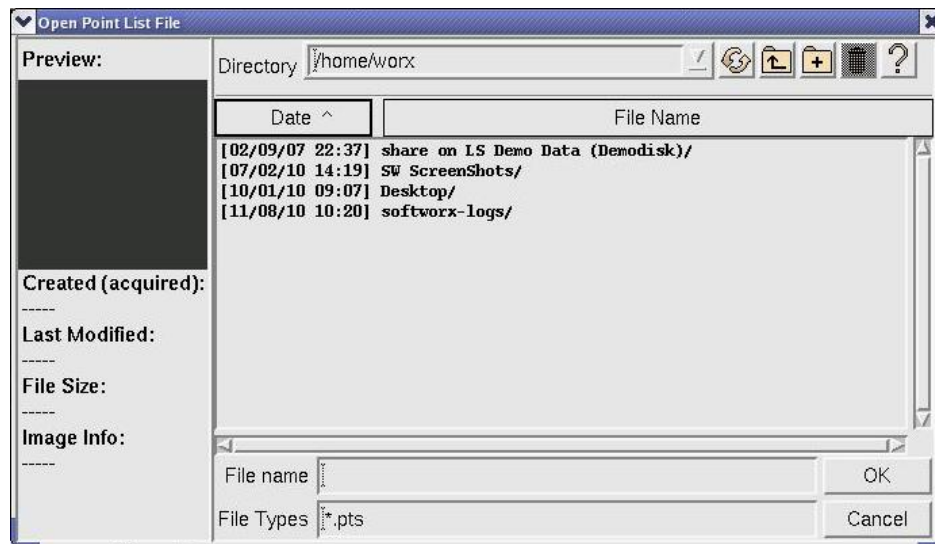 Open Point List File
Preview:
Directory /home/worx
Date ^ File Name
[02/09/07 22:37] share on LS Demo Data (Demodisk)/
[07/02/10 14:19] SW ScreenShots/
[10/01/10 09:07] Desktop/
[11/08/10 10:20] softworx-logs/
Created (acquired):
-----
Last Modified:
-----
File Size:
-----
Image Info:
-----
File name
OK
File Types *.pts
Cancel